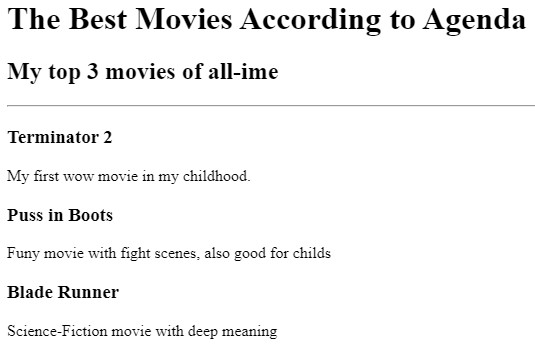 The Best Movies According to Agenda
My top 3 movies of all-ime
Terminator 2
My first wow movie in my childhood.
Puss in Boots
Funy movie with fight scenes, also good for childs
Blade Runner
Science-Fiction movie with deep meaning